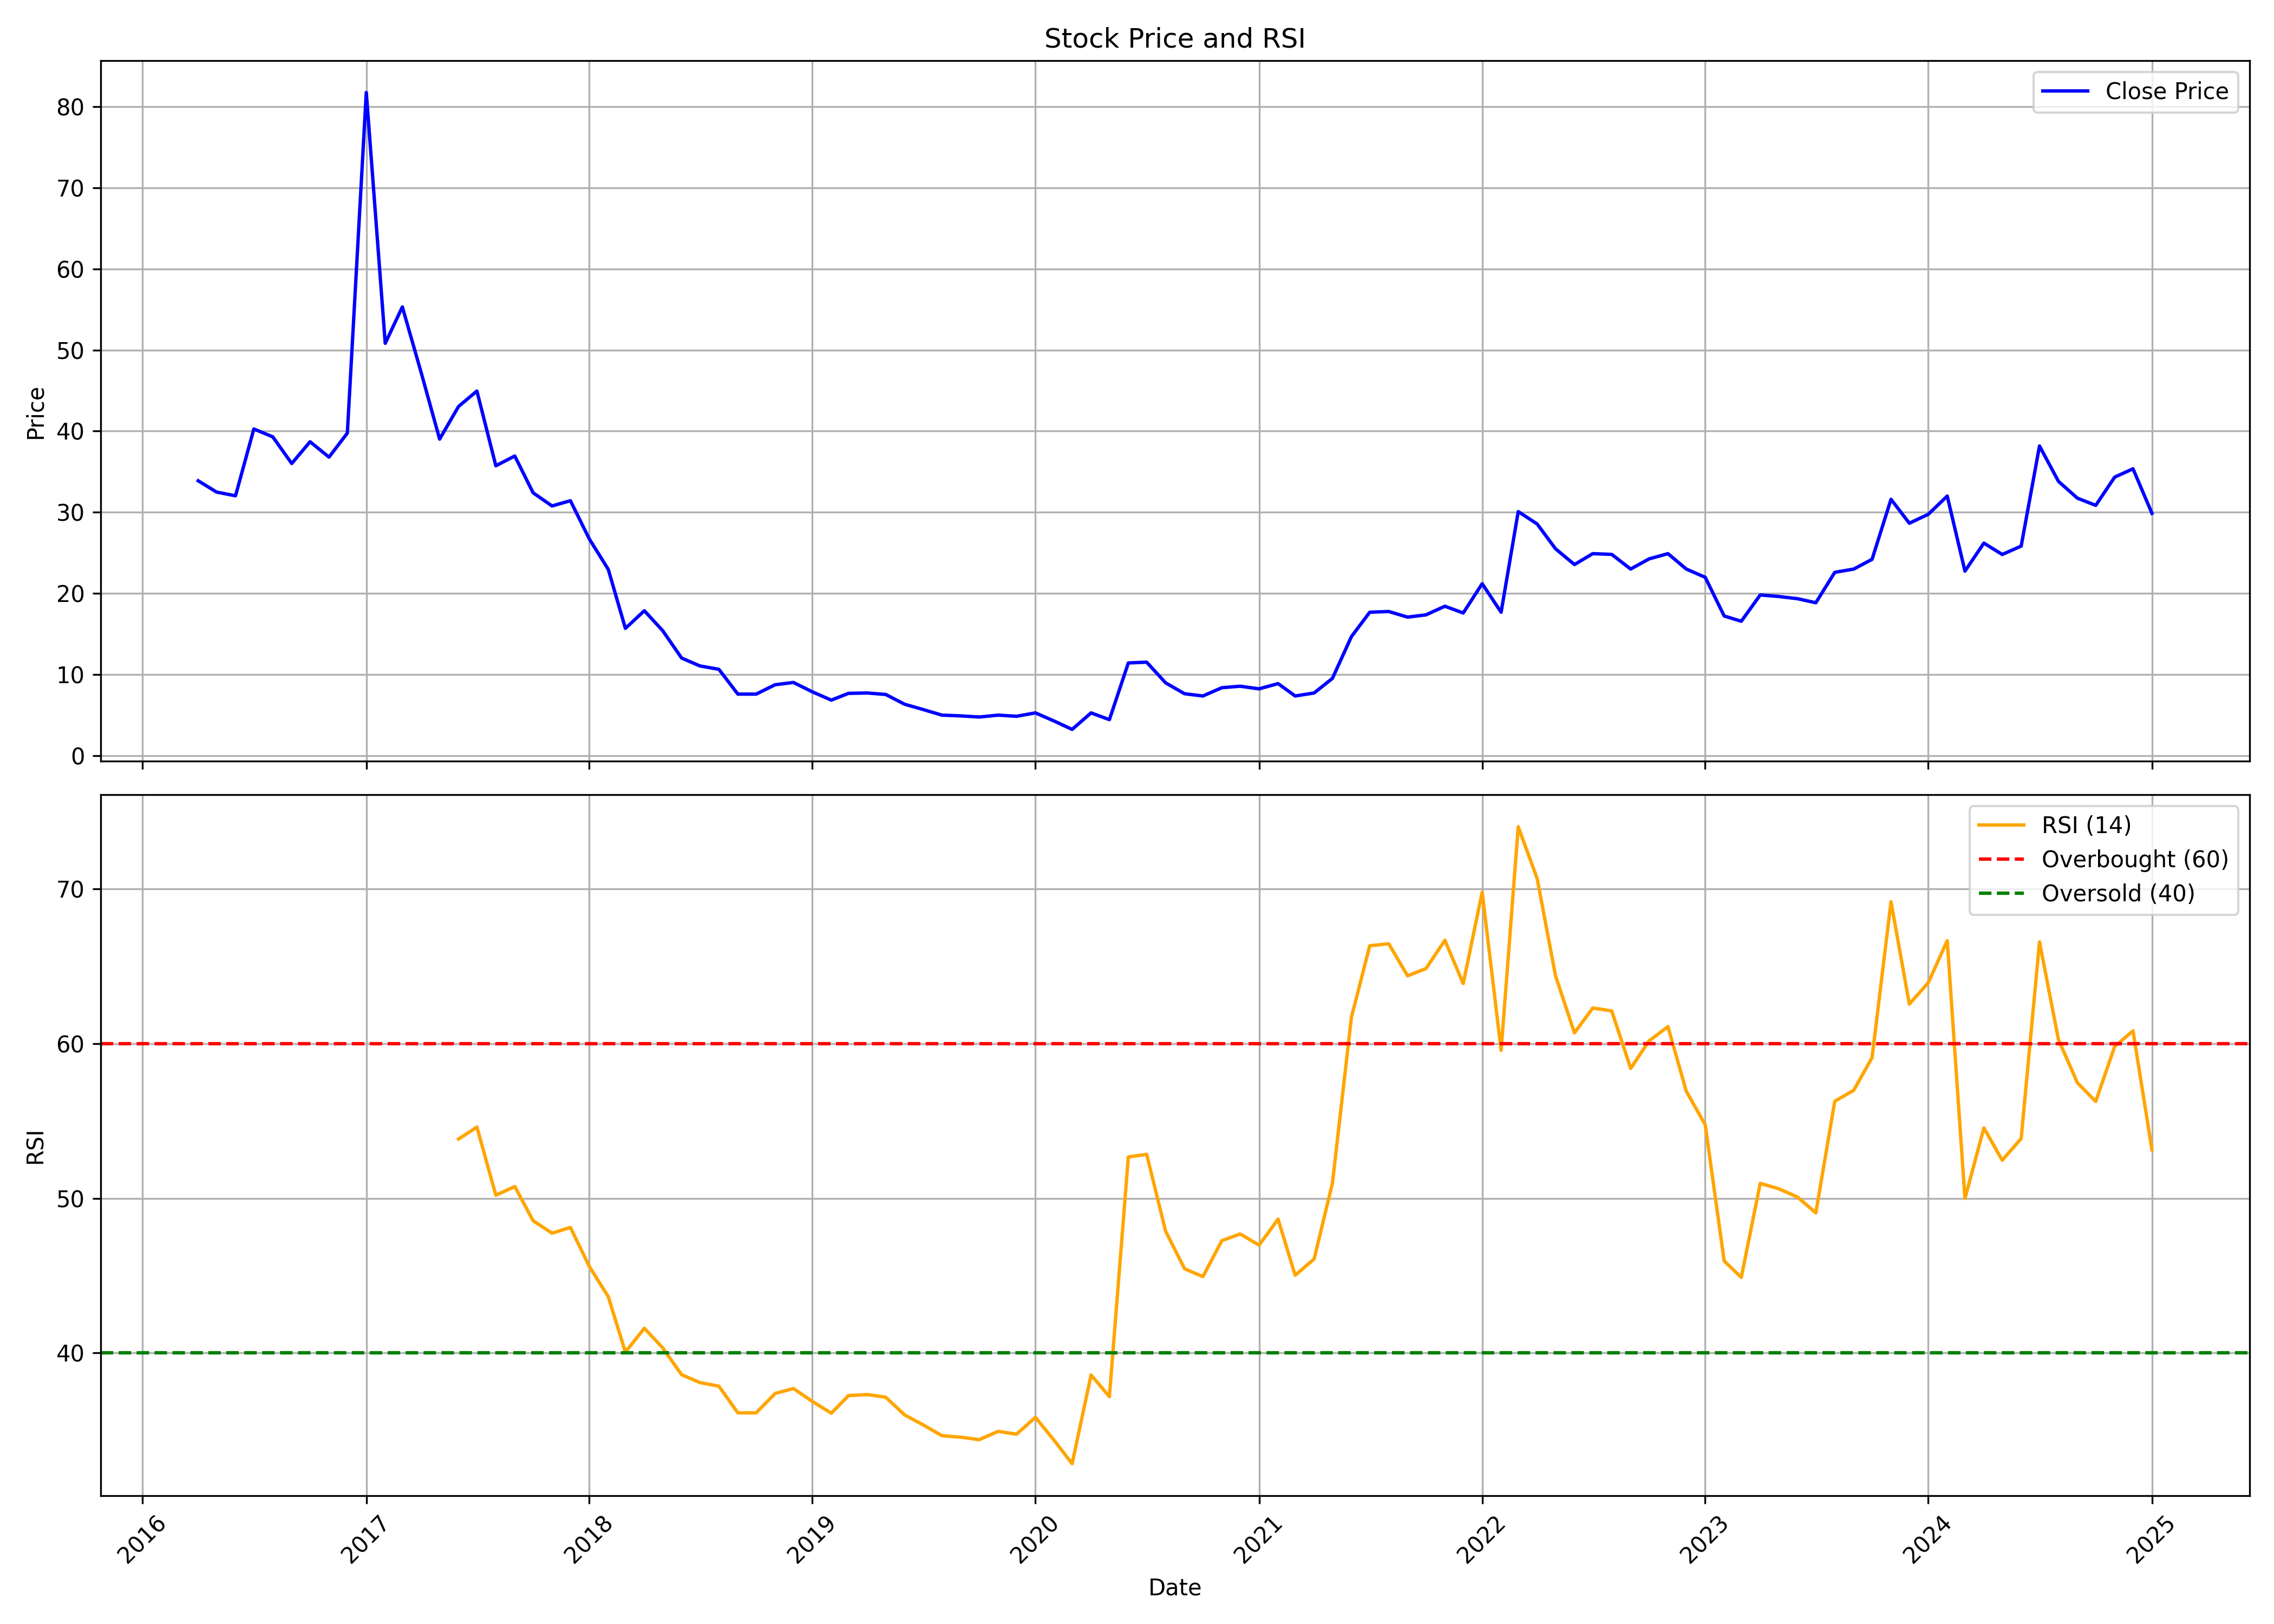 Stock Price and RSI
Close Price
Price
80
70
60
50
40
30
20
10
0
RSI (14)
Overbought (60)
Oversold (40)
RSI
70
60
50
40
2016 2017 2018 2019 2020 2021 2022 2023 2024 2025
Date